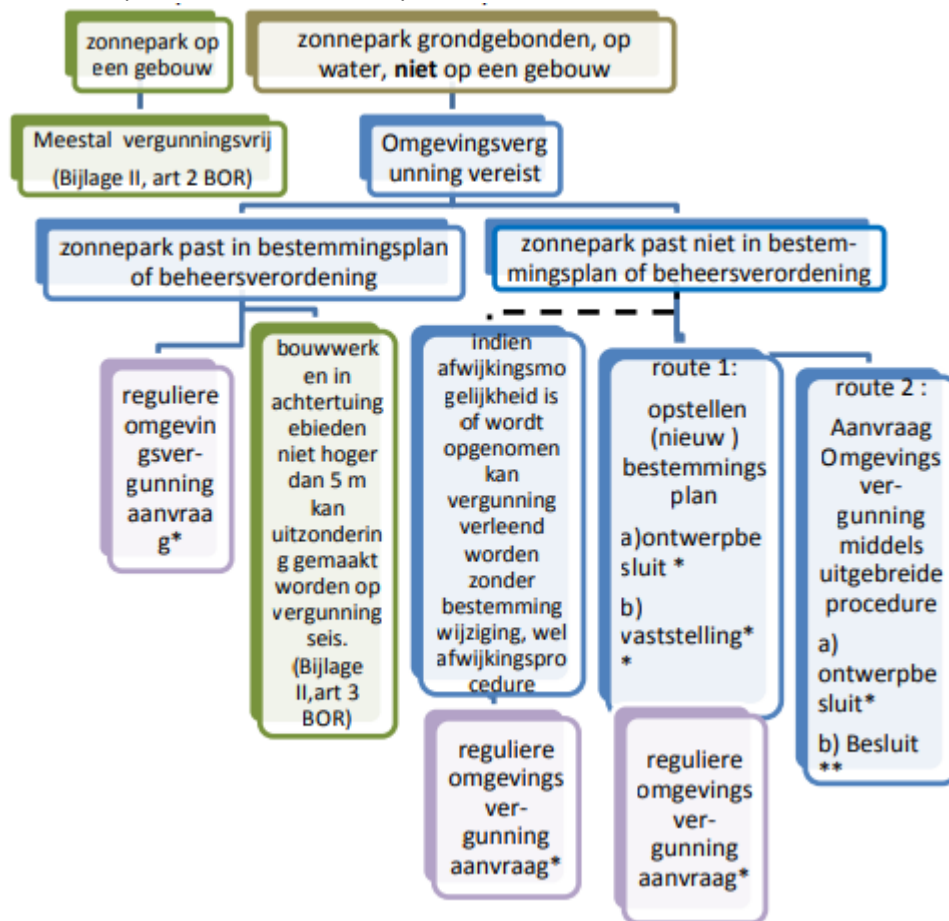 zonnepark op
een gebouw
zonnepark grondgebonden, op
water, niet op een gebouw
Meestal vergunningsvrij
(Bijlage II, art 2 BOR)
Omgevingsverg
unning vereist
zonnepark past in bestemmingsplan
of beheersverordening
zonnepark past niet in bestem-
mingsplan of beheersverordening
reguliere
omgevin
gsver-
gunning
aanvraa
g*
bouwwerk
en in
achtertuing
ebieden
niet hoger
dan 5 m
kan
uitzonderin
g gemaakt
worden op
vergunning
seis.
(Bijlage
II,art 3
BOR)
indien
afwijkingsmo
gelijkheid is
of wordt
opgenomen
kan
vergunning
verleend
worden
zonder
bestemming
wijziging, wel
afwijkingspro
cedure
reguliere
omgevings
ver-
gunning
aanvraag*
route 1:
opstellen
(nieuw )
bestemmings
plan
a)ontwerpbe
sluit *
b)
vaststelling*
*
reguliere
omgevings
ver-
gunning
aanvraag*
route 2 :
Aanvraag
Omgevings
ver-
gunning
middels
uitgebreide
procedure
a)
ontwerpbe
sluit*
b) Besluit
**